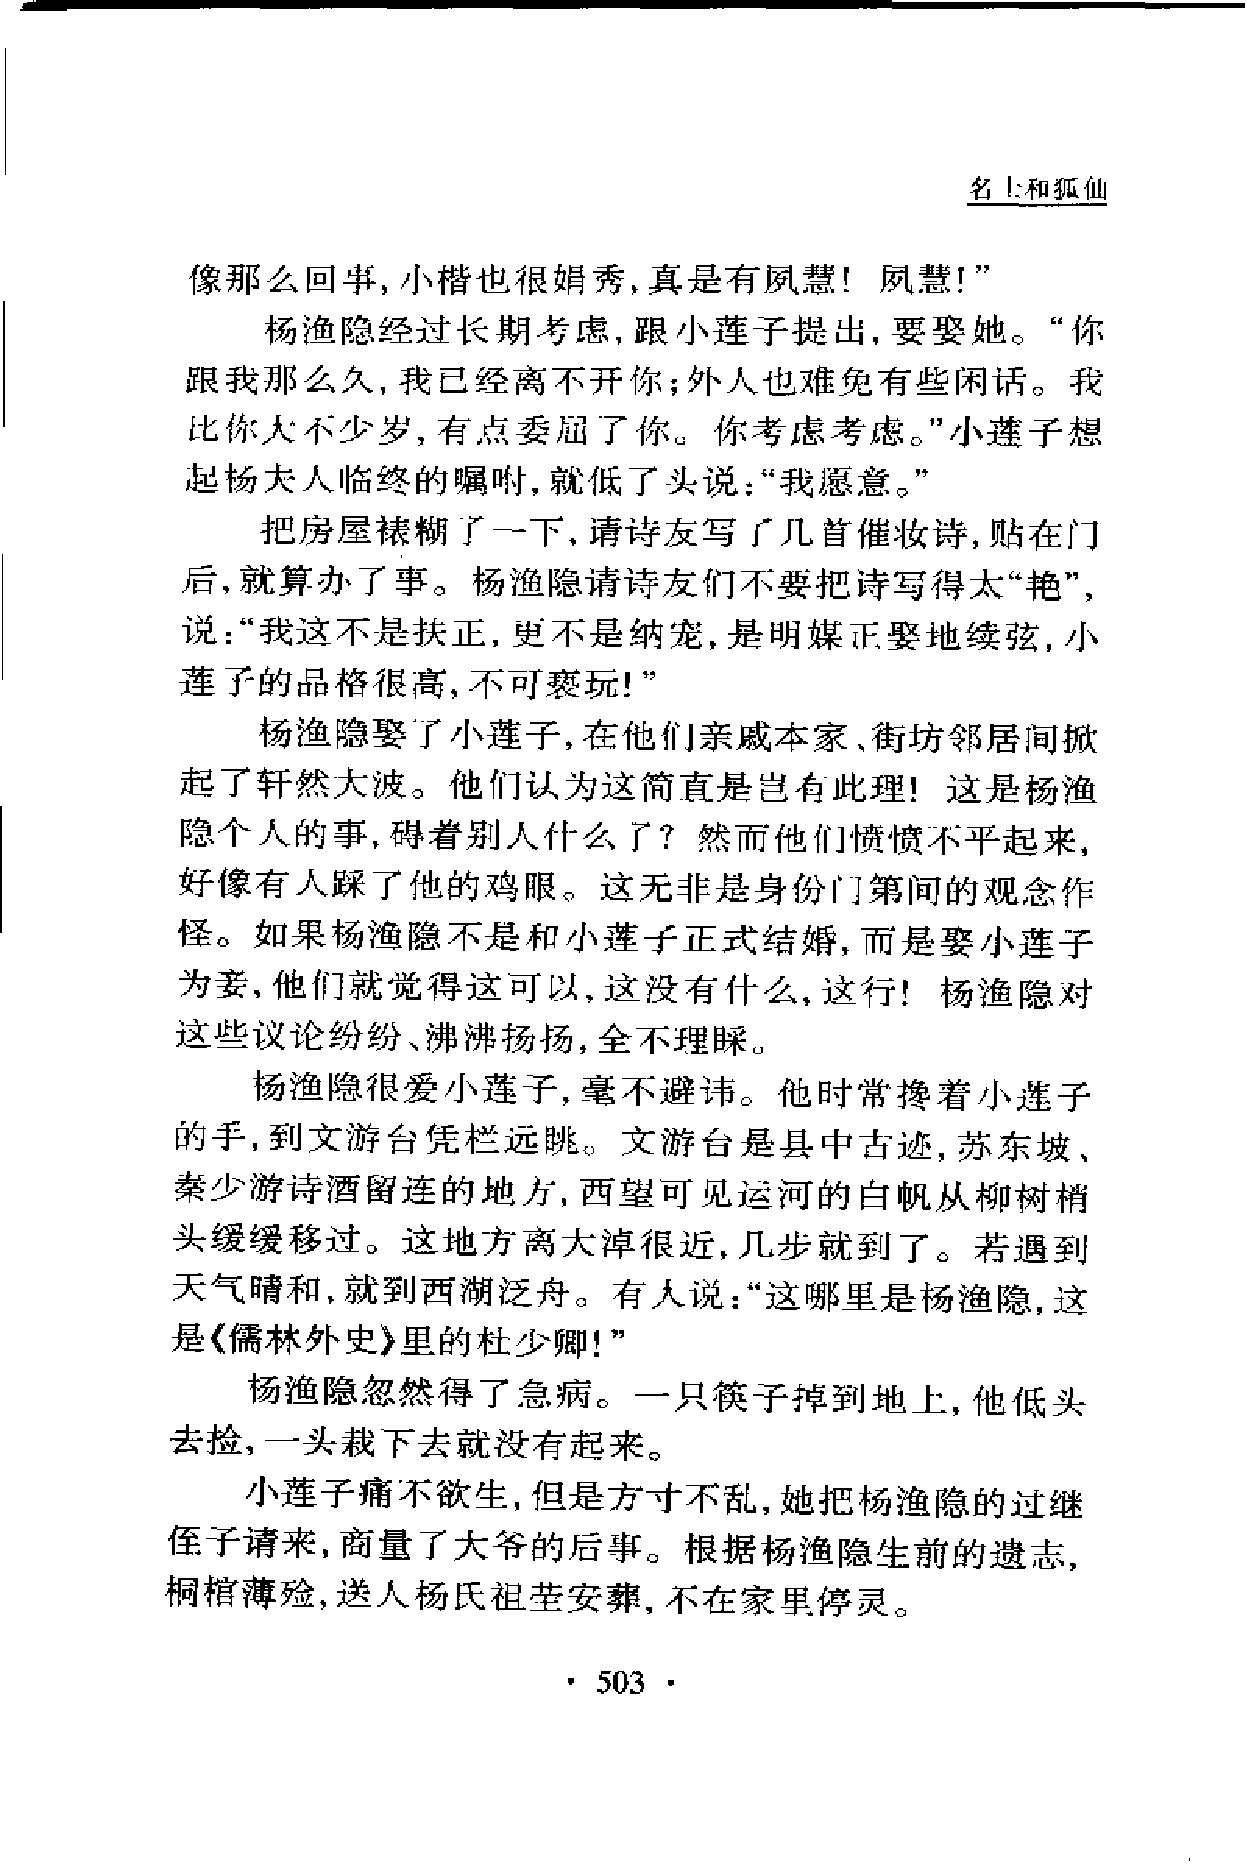 名士和狐仙
像那么回事,小楷也很娟秀,真是有夙慧! 夙慧!”
杨渔隐经过长期考虑,跟小莲子提出,要娶她。“你
跟我那么久,我已经离不开你;外人也难免有些闲话。我
比你大不少岁,有点委屈了你。你考虑考虑。”小莲子想
起杨夫人临终的嘱咐,就低了头说:“我愿意。”
把房屋裱糊了一下,请诗友写了几首催妆诗,贴在门
后,就算办了事。杨渔隐请诗友们不要把诗写得太“艳”,
说:“我这不是扶正,更不是纳宠,是明媒正娶地续弦,小
莲子的品格很高,不可亵玩!”
杨渔隐娶了小莲子,在他们亲戚本家、街坊邻居间掀
起了轩然大波。他们认为这简直是岂有此理! 这是杨渔
隐个人的事,碍着别人什么了? 然而他们愤愤不平起来,
好像有人踩了他的鸡眼。这无非是身份门第间的观念作
怪。如果杨渔隐不是和小莲子正式结婚,而是娶小莲子
为妾,他们就觉得这可以,这没有什么,这行! 杨渔隐对
这些议论纷纷、沸沸扬扬,全不理睬。
杨渔隐很爱小莲子,毫不避讳。他时常搀着小莲子
的手,到文游台凭栏远眺。文游台是县中古迹,苏东坡、
秦少游诗酒留连的地方,西望可见运河的白帆从柳树梢
头缓缓移过。这地方离大淖很近,几步就到了。若遇到
天气晴和,就到西湖泛舟。有人说:“这哪里是杨渔隐,这
是《儒林外史》里的杜少卿!”
杨渔隐忽然得了急病。一只筷子掉到地上,他低头
去捡,一头栽下去就没有起来。
小莲子痛不欲生,但是方寸不乱,她把杨渔隐的过继
侄子请来,商量了大爷的后事。根据杨渔隐生前的遗志,
桐棺薄殓,送人杨氏祖茔安葬,不在家里停灵。
· 503 ·